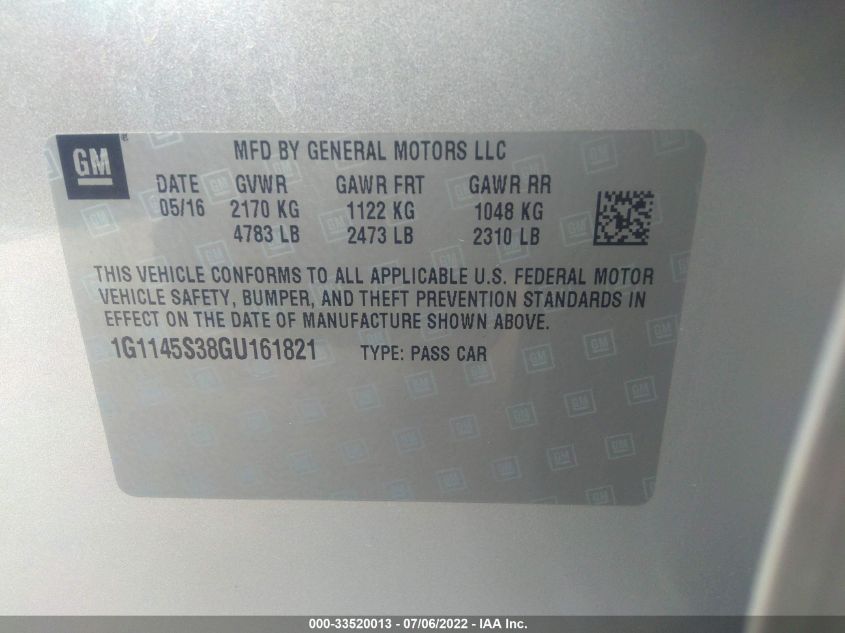 GM
MFD BY GENERAL MOTORS LLC
DATE GVWR GAWR FRT GAWR RR
05/16 2170 KG 1122 KG 1048 KG
4783 LB 2473 LB 2310 LB
THIS VEHICLE CONFORMS TO ALL APPLICABLE U.S. FEDERAL MOTOR
VEHICLE SAFETY, BUMPER, AND THEFT PREVENTION STANDARDS IN
EFFECT ON THE DATE OF MANUFACTURE SHOWN ABOVE.
1G1145S38GU161821 TYPE: PASS CAR
000-33520013 - 07/06/2022 - IAA Inc.